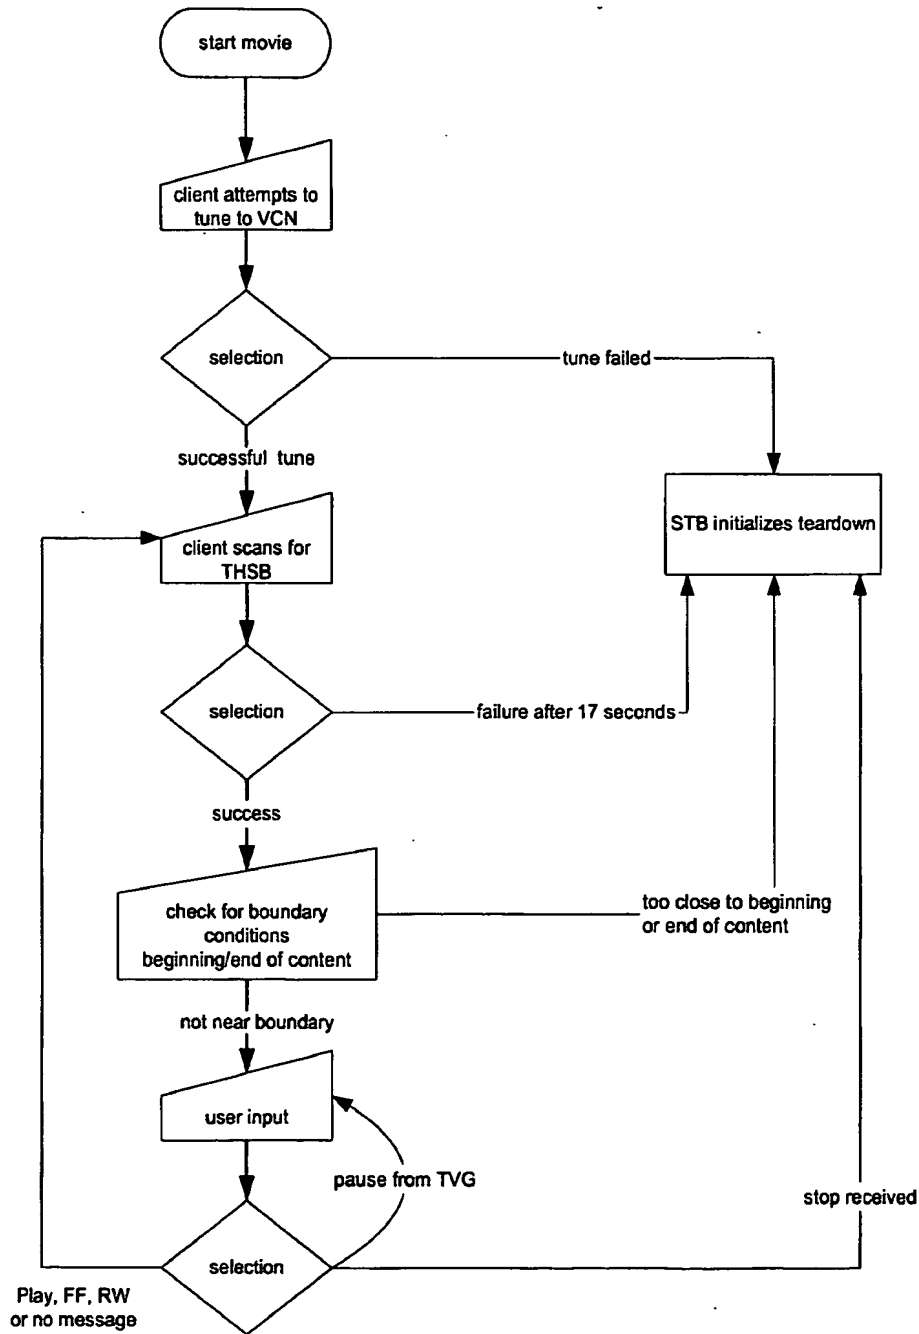 start movie
client attempts to
tune to VCN
selection
tune failed
successful tune
STB initializes teardown
client scans for
THSB
selection
failure after 17 seconds
success
check for boundary
conditions
beginning/end of content
too close to beginning
or end of content
not near boundary
user input
pause from TVG
stop received
selection
Play, FF, RW
or no message